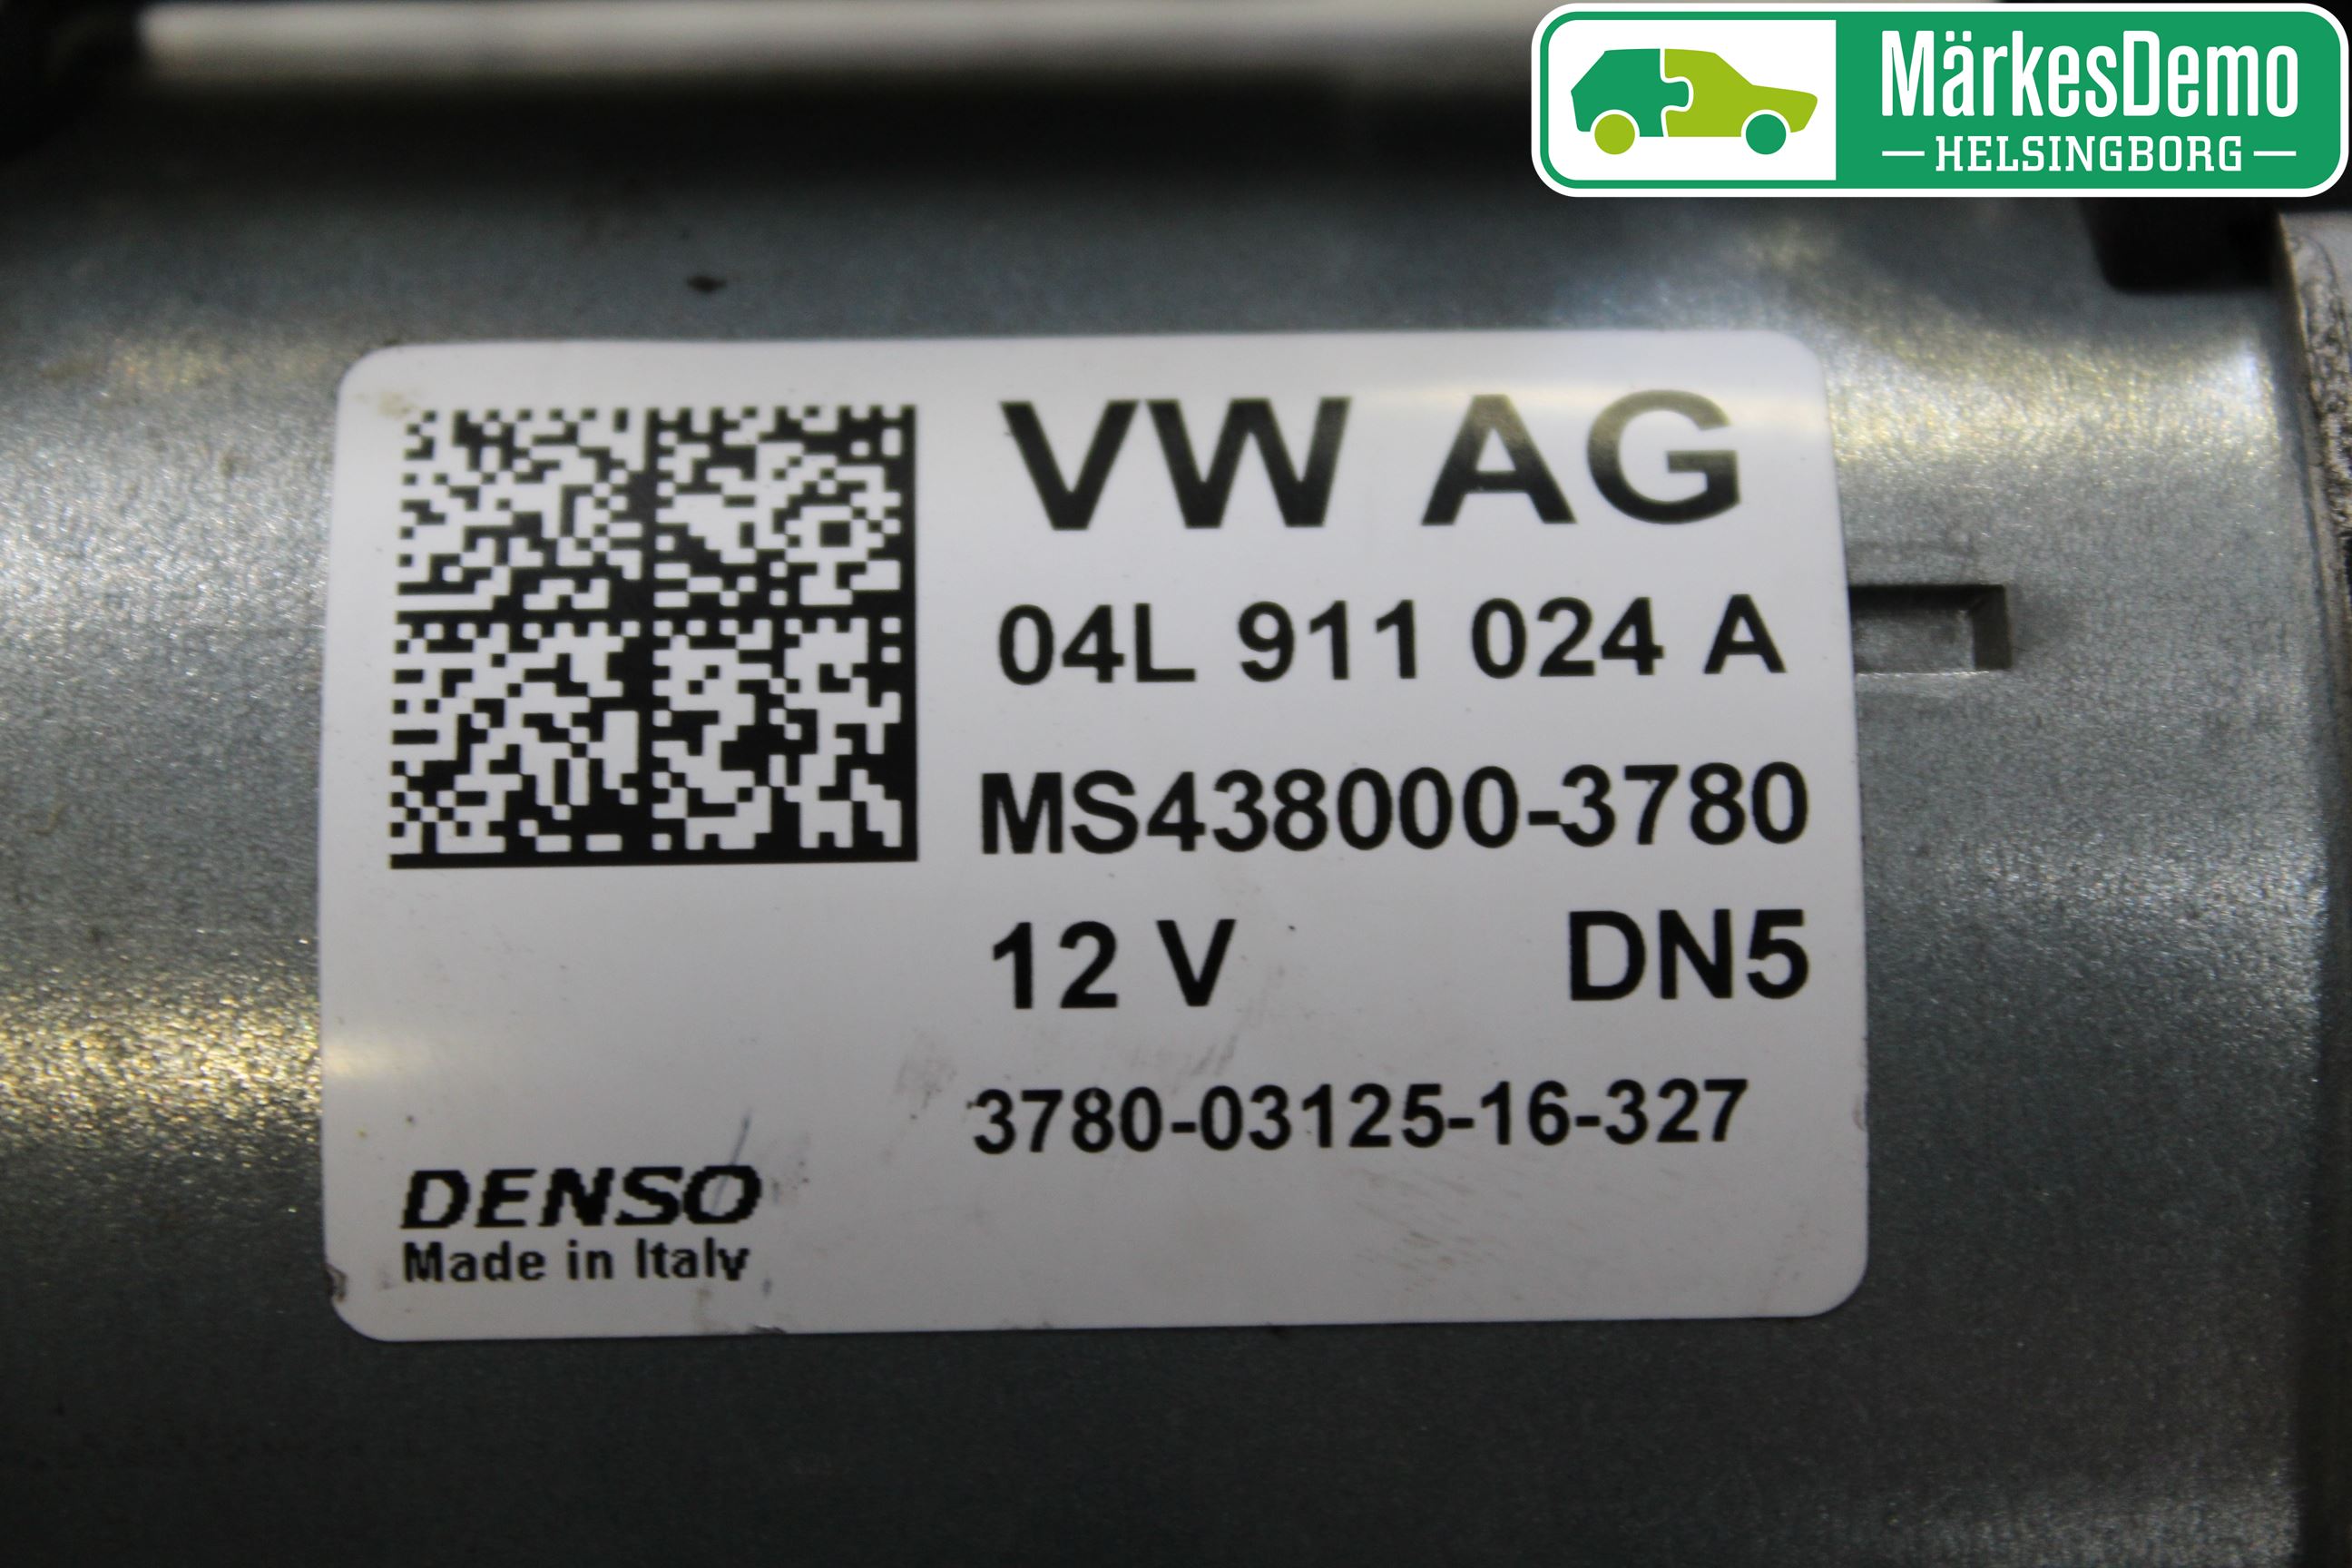 MärkesDemo
HELSINGBORG
VW AG
04L 911 024 A
MS438000-3780
12 V DN5
3780-03125-16-327
DENSO
Made in Italy